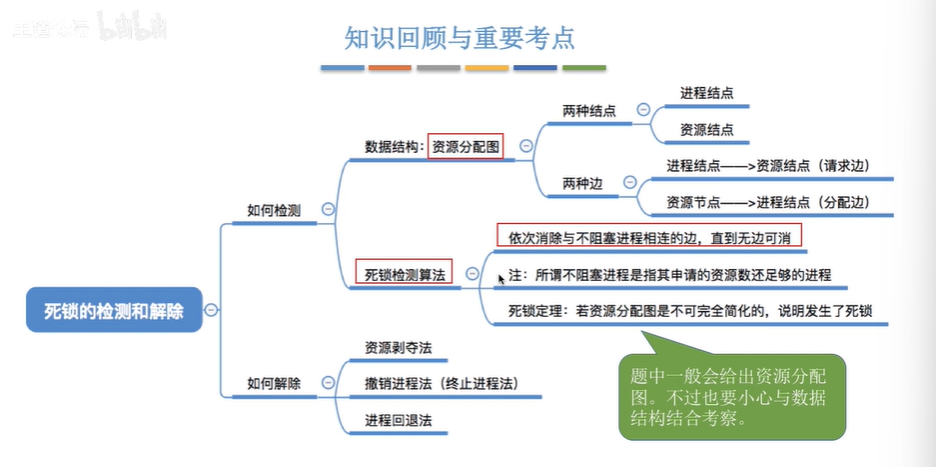 bilibili
知识回顾与重要考点
死锁的检测和解除
如何检测
数据结构：资源分配图
两种结点
进程结点
资源结点
两种边
进程结点——>资源结点（请求边）
资源节点——>进程结点（分配边）
死锁检测算法
依次消除与不阻塞进程相连的边，直到无边可消
注：所谓不阻塞进程是指其申请的资源数还足够的进程
死锁定理：若资源分配图是不可完全简化的，说明发生了死锁
如何解除
资源剥夺法
撤销进程法（终止进程法）
进程回退法
题中一般会给出资源分配
图。不过也要小心与数据
结构结合考察。